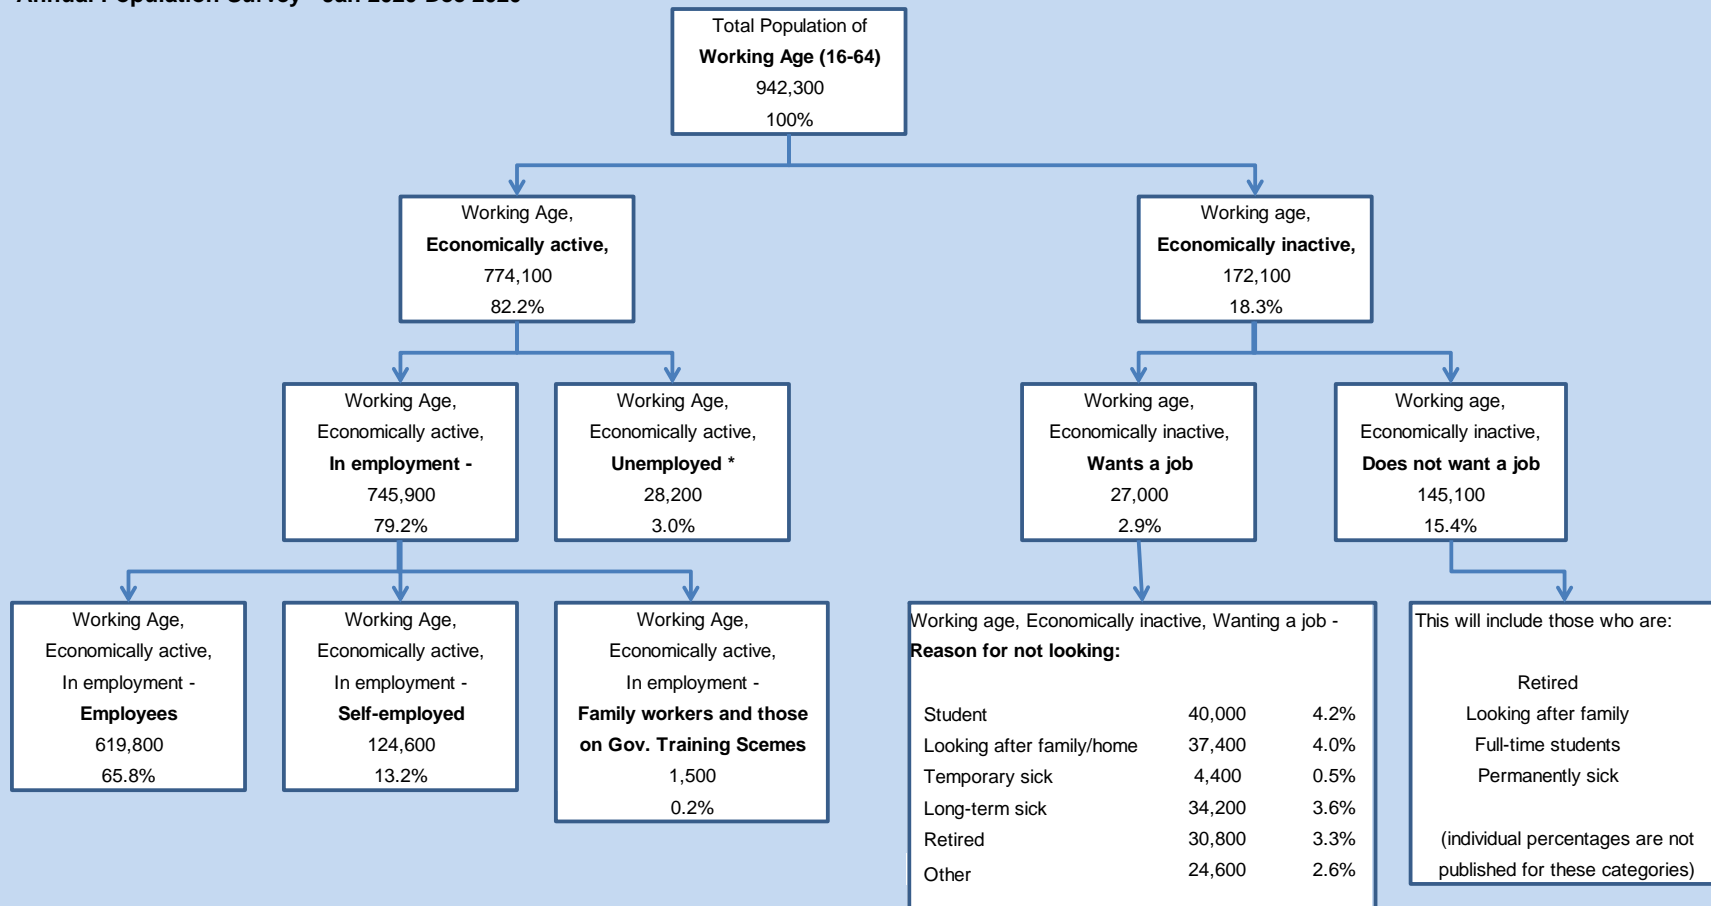 Total Population of
Working Age (16-64)
942,300
100%
Working Age,
Economically active,
774,100
82.2%
Working age,
Economically inactive,
172,100
18.3%
Working Age,
Economically active,
In employment -
745,900
79.2%
Working Age,
Economically active,
Unemployed *
28,200
3.0%
Working age,
Economically inactive,
Wants a job
27,000
2.9%
Working age,
Economically inactive,
Does not want a job
145,100
15.4%
Working Age,
Economically active,
In employment -
Employees
619,800
65.8%
Working Age,
Economically active,
In employment -
Self-employed
124,600
13.2%
Working Age,
Economically active,
In employment -
Family workers and those
on Gov. Training Scemes
1,500
0.2%
Working age, Economically inactive, Wanting a job -
Reason for not looking:
Student 40,000 4.2%
Looking after family/home 37,400 4.0%
Temporary sick 4,400 0.5%
Long-term sick 34,200 3.6%
Retired 30,800 3.3%
Other 24,600 2.6%
This will include those who are:
Retired
Looking after family
Full-time students
Permanently sick
(individual percentages are not
published for these categories)